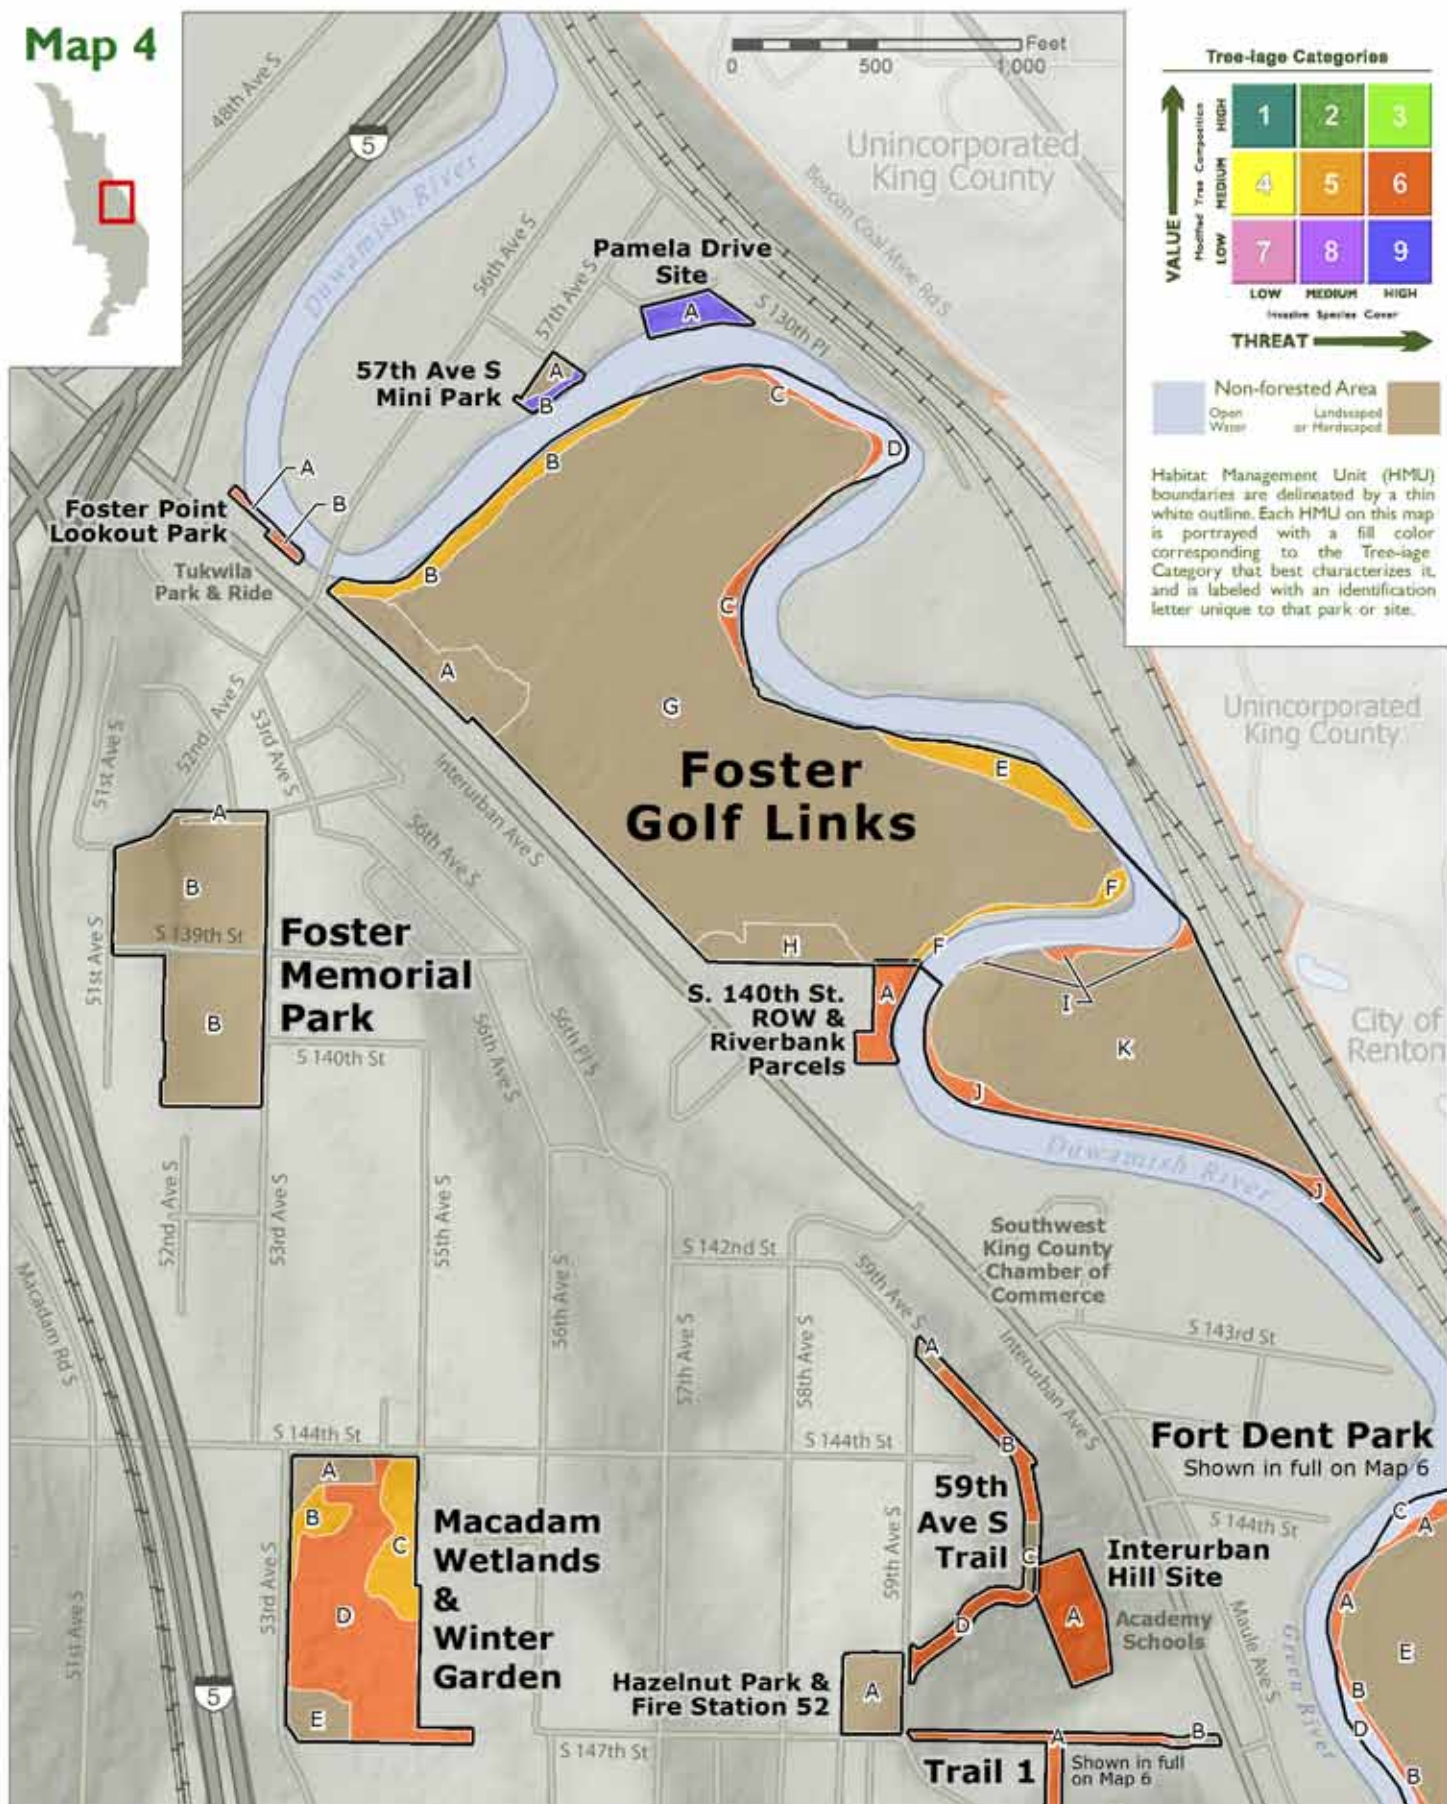 Map 4
48th Ave S
5
Feet
0 500 1,000
Duwamish River
56th Ave S
57th Ave S
Unincorporated
King County
Beacon Coal Mine Rd S
S 130th Pl
Pamela Drive
Site
A
57th Ave S
Mini Park
A
B
Tree-iage Categories
VALUE
Modified Tree Composition
HIGH
MEDIUM
LOW
1 2 3
4 5 6
7 8 9
LOW MEDIUM HIGH
Invasive Species Cover
THREAT
Non-forested Area
Open
Water
Landscaped
or Hardscaped
Habitat Management Unit (HMU)
boundaries are delineated by a thin
white outline. Each HMU on this map
is portrayed with a fill color
corresponding to the Tree-iage
Category that best characterizes it,
and is labeled with an identification
letter unique to that park or site.
Foster Point
Lookout Park
A
B
Tukwila
Park & Ride
B
B
C
D
C
A
G
E
F
F
H
I
K
J
J
Foster
Golf Links
Unincorporated
King County
City of
Renton
51st Ave S
52nd Ave S
53rd Ave S
Interurban Ave S
56th Ave S
A
B
S 139th St
B
51st Ave S
Foster
Memorial
Park
S 140th St
56th Ave S
56th Pl S
S. 140th St.
ROW &
Riverbank
Parcels
A
Duwamish River
52nd Ave S
53rd Ave S
55th Ave S
Macadam Rd S
56th Ave S
57th Ave S
58th Ave S
S 142nd St
59th Ave S
Southwest
King County
Chamber of
Commerce
S 143rd St
Interurban Ave S
S 144th St
S 144th St
Fort Dent Park
Shown in full on Map 6
S 144th St
C
A
A
E
B
D
B
Green River
Maule Ave S
A
B
C
D
E
Macadam
Wetlands
&
Winter
Garden
53rd Ave S
51st Ave S
5
59th
Ave S
Trail
A
B
C
D
59th Ave S
Interurban
Hill Site
A
Academy
Schools
Hazelnut Park &
Fire Station 52
A
S 147th St
Trail 1
A
B
Shown in full
on Map 6